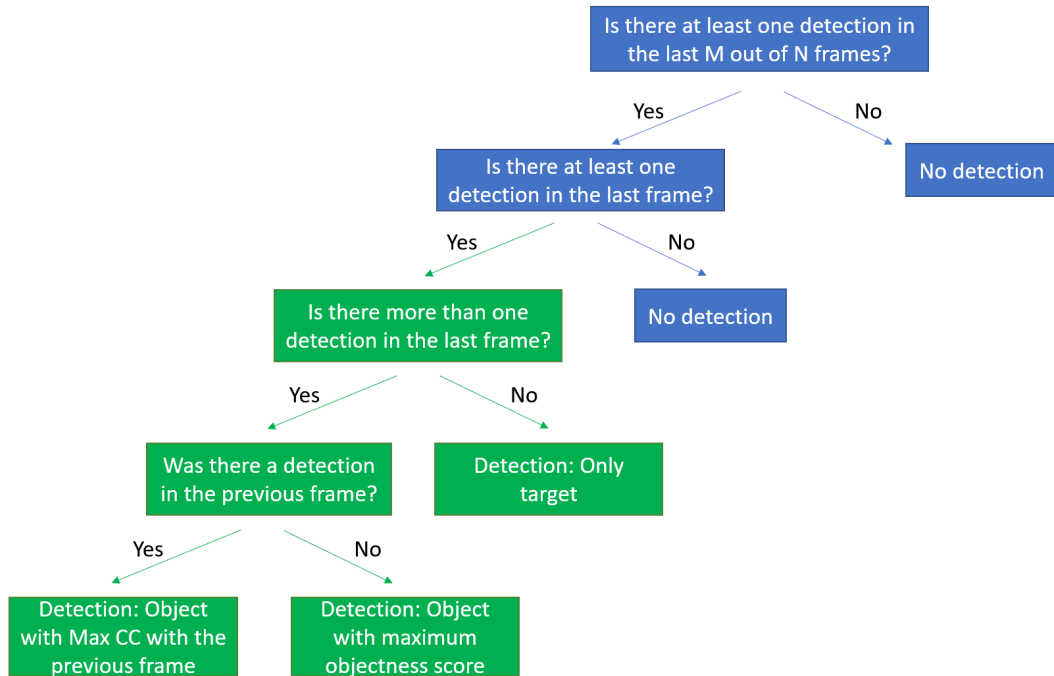 Is there at least one detection in
the last M out of N frames?
Yes
No
Is there at least one
detection in the last frame?
No detection
Yes
No
Is there more than one
detection in the last frame?
No detection
Yes
No
Was there a detection
in the previous frame?
Detection: Only
target
Yes
No
Detection: Object
with Max CC with the
previous frame
Detection: Object
with maximum
objectness score